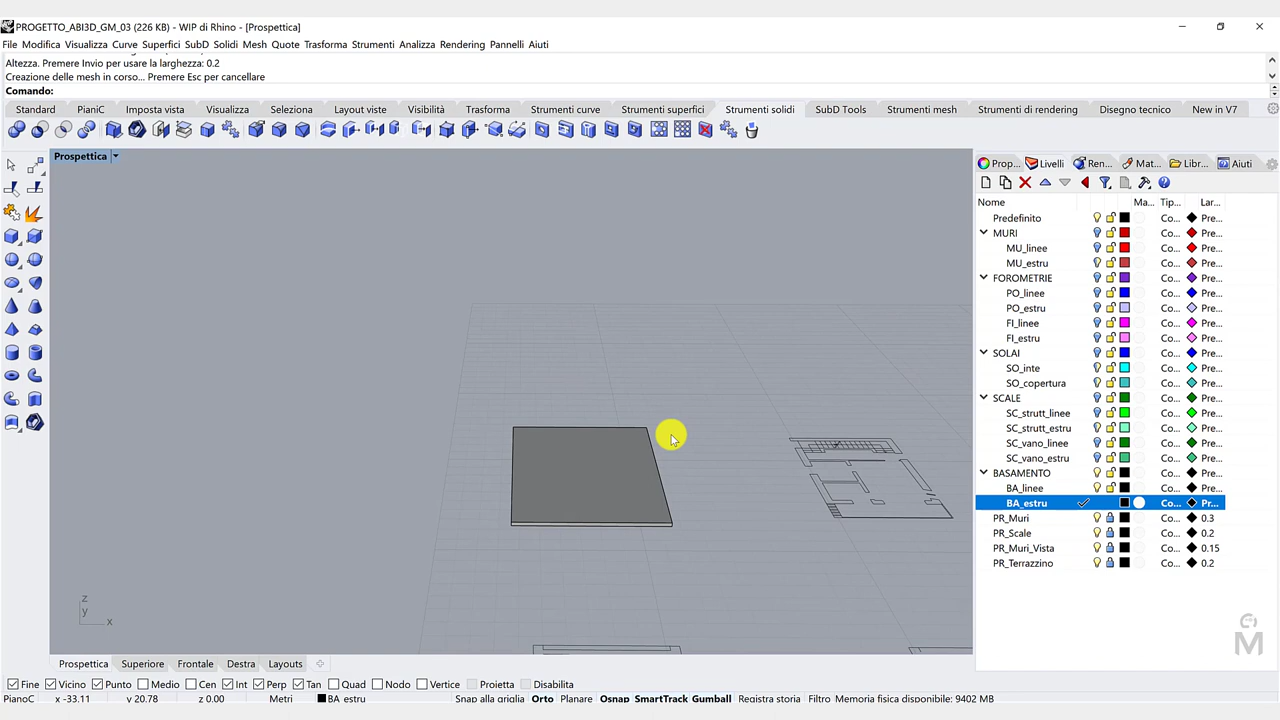 PROGETTO_ABI3D_GM_03 (226 KB) - WIP di Rhino - [Prospettica]
File Modifica Visualizza Curve Superfici SubD Solidi Mesh Quote Trasforma Strumenti Analizza Rendering Pannelli Aiuti
Altezza. Premere Invio per usare la larghezza: 0.2
Creazione delle mesh in corso... Premere Esc per cancellare
Comando:
Standard PianiC Imposta vista Visualizza Seleziona Layout viste Visibilità Trasforma Strumenti curve Strumenti superfici Strumenti solidi SubD Tools Strumenti mesh Strumenti di rendering Disegno tecnico New in V7
Prospettica
Prop... Livelli Ren... Mat... Libr... Aiuti
Nome Ma... Tip... Lar...
Predefinito Co... Pre...
MURI Co... Pre...
MU_linee Co... Pre...
MU_estru Co... Pre...
FOROMETRIE Co... Pre...
PO_linee Co... Pre...
PO_estru Co... Pre...
FI_linee Co... Pre...
FI_estru Co... Pre...
SOLAI Co... Pre...
SO_inte Co... Pre...
SO_copertura Co... Pre...
SCALE Co... Pre...
SC_strutt_linee Co... Pre...
SC_strutt_estru Co... Pre...
SC_vano_linee Co... Pre...
SC_vano_estru Co... Pre...
BASAMENTO Co... Pre...
BA_linee Co... Pre...
BA_estru Co... Pr...
PR_Muri Co... 0.3
PR_Scale Co... 0.2
PR_Muri_Vista Co... 0.15
PR_Terrazzino Co... 0.2
z
y
x
M
Prospettica Superiore Frontale Destra Layouts
Fine Vicino Punto Medio Cen Int Perp Tan Quad Nodo Vertice Proietta Disabilita
PianoC x -33.11 y 20.78 z 0.00 Metri BA_estru Snap alla griglia Orto Planare Osnap SmartTrack Gumball Registra storia Filtro Memoria fisica disponibile: 9402 MB